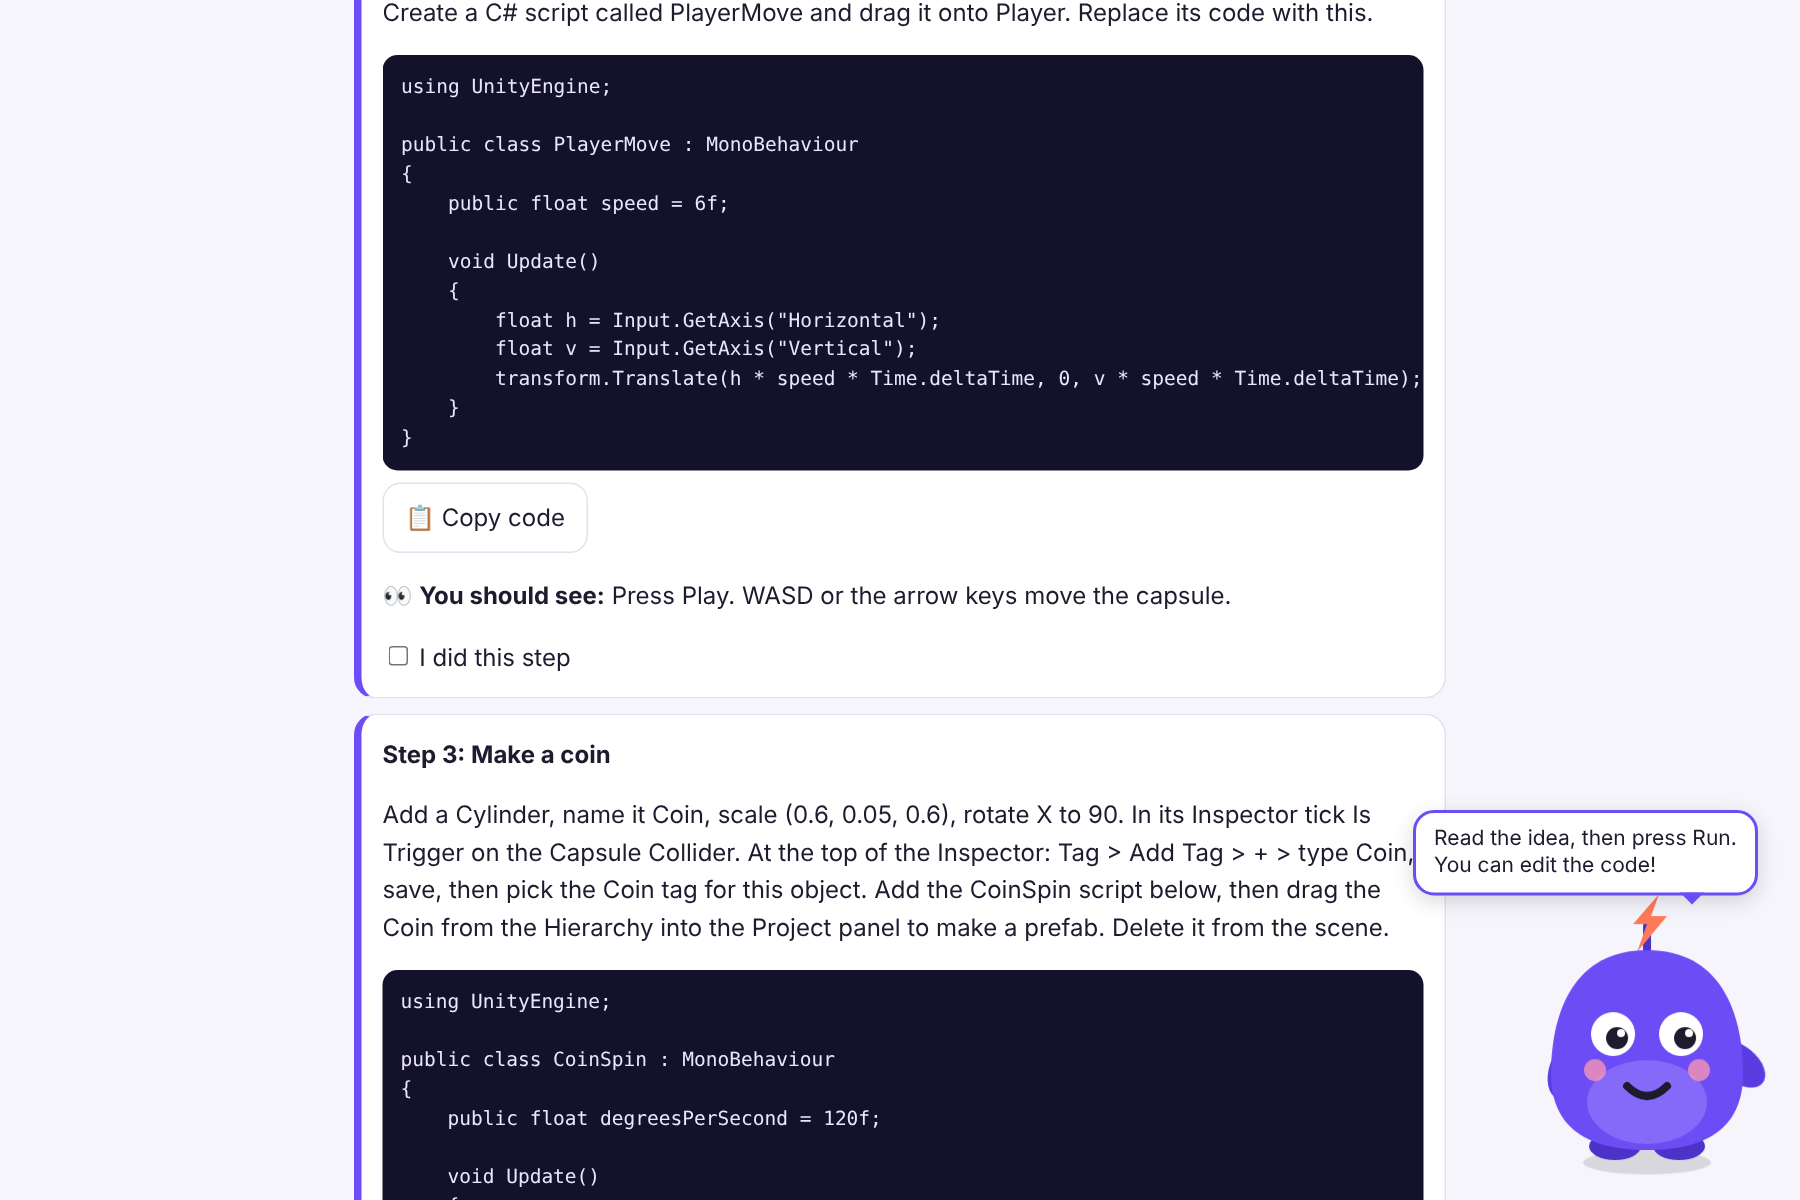 Create a C# script called PlayerMove and drag it onto Player. Replace its code with this.
using UnityEngine;
public class PlayerMove : MonoBehaviour
{
    public float speed = 6f;
    void Update()
    {
        float h = Input.GetAxis("Horizontal");
        float v = Input.GetAxis("Vertical");
        transform.Translate(h * speed * Time.deltaTime, 0, v * speed * Time.deltaTime);
    }
}
📋 Copy code
👀 You should see: Press Play. WASD or the arrow keys move the capsule.
I did this step
Step 3: Make a coin
Add a Cylinder, name it Coin, scale (0.6, 0.05, 0.6), rotate X to 90. In its Inspector tick Is
Trigger on the Capsule Collider. At the top of the Inspector: Tag > Add Tag > + > type Coin,
save, then pick the Coin tag for this object. Add the CoinSpin script below, then drag the
Coin from the Hierarchy into the Project panel to make a prefab. Delete it from the scene.
Read the idea, then press Run.
You can edit the code!
using UnityEngine;
public class CoinSpin : MonoBehaviour
{
    public float degreesPerSecond = 120f;
    void Update()